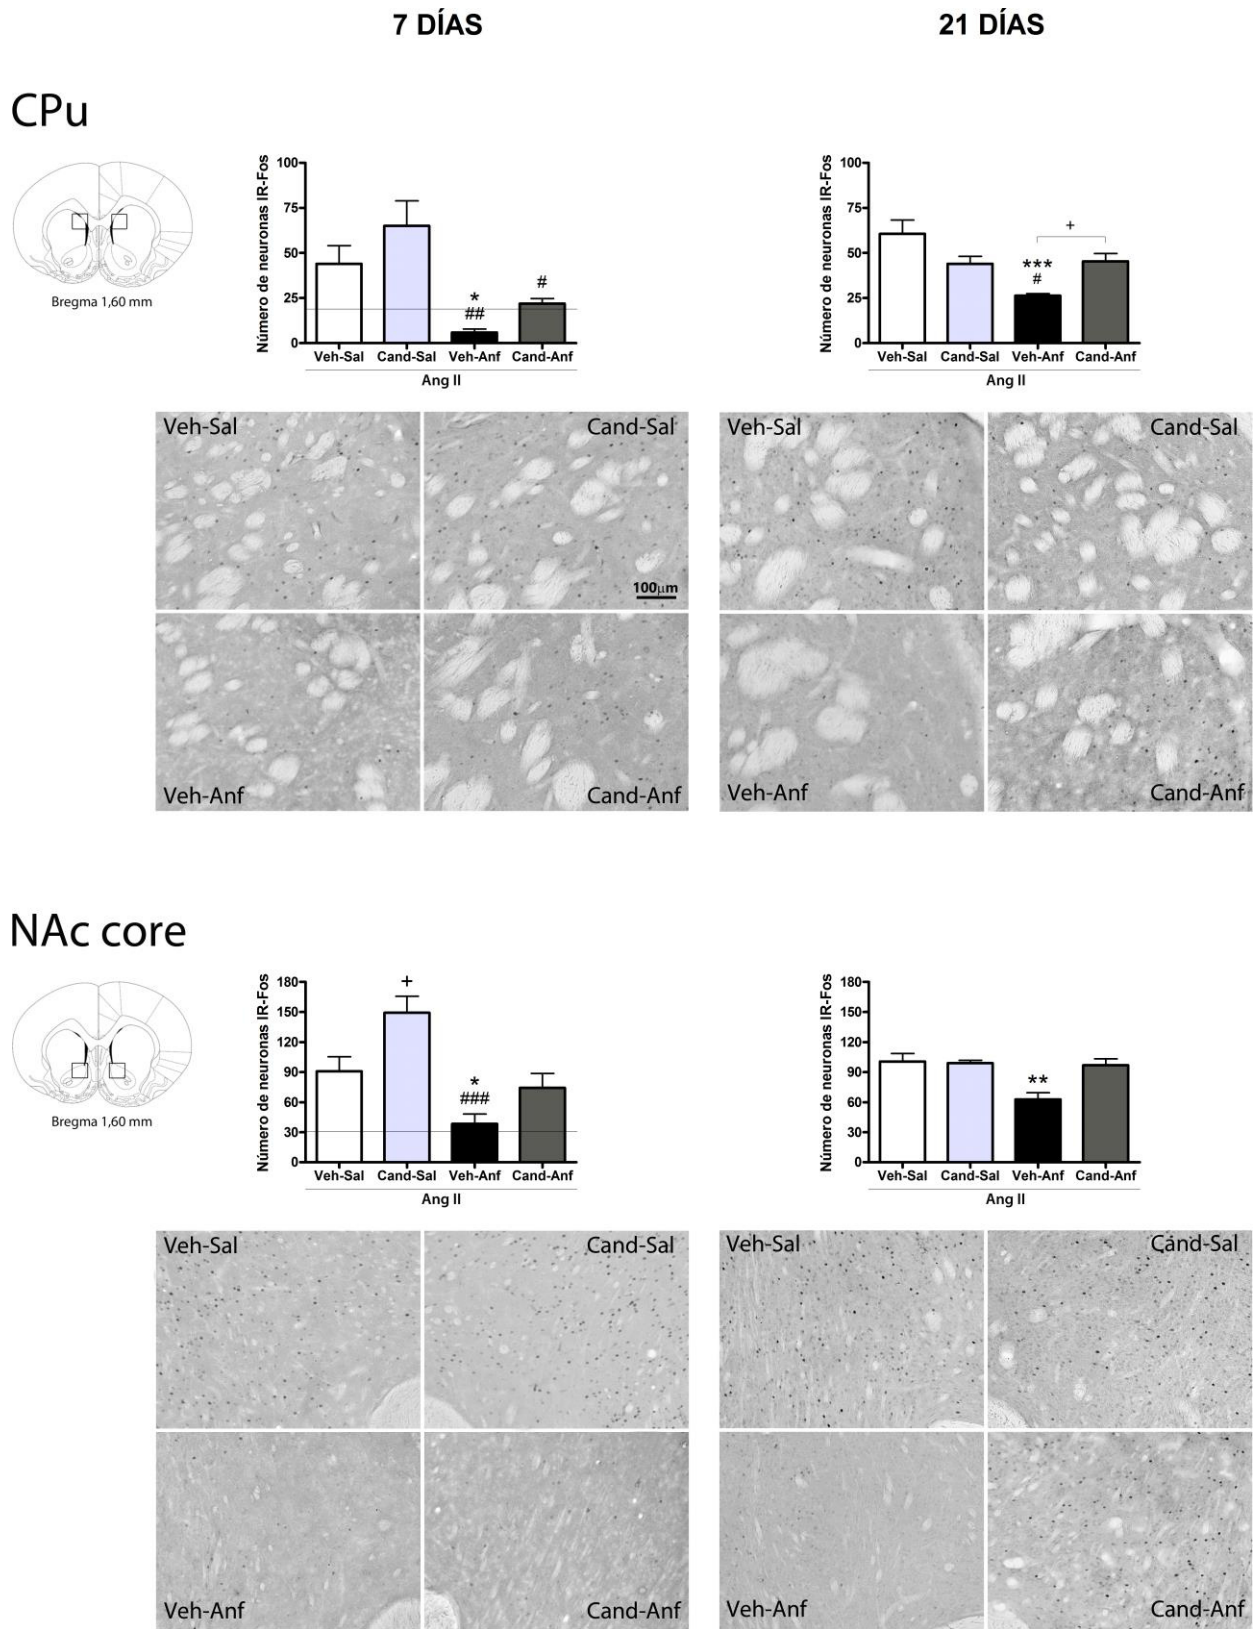 7 DÍAS
21 DÍAS
CPu
Bregma 1,60 mm
Número de neuronas IR-Fos
100
75
50
25
0
*
##
#
Veh-Sal Cand-Sal Veh-Anf Cand-Anf
Ang II
Número de neuronas IR-Fos
100
75
50
25
0
+
***
#
Veh-Sal Cand-Sal Veh-Anf Cand-Anf
Ang II
Veh-Sal
Cand-Sal
100µm
Veh-Anf
Cand-Anf
Veh-Sal
Cand-Sal
Veh-Anf
Cand-Anf
NAc core
Bregma 1,60 mm
Número de neuronas IR-Fos
180
150
120
90
60
30
0
+
*
###
Veh-Sal Cand-Sal Veh-Anf Cand-Anf
Ang II
Número de neuronas IR-Fos
180
150
120
90
60
30
0
**
Veh-Sal Cand-Sal Veh-Anf Cand-Anf
Ang II
Veh-Sal
Cand-Sal
Veh-Anf
Cand-Anf
Veh-Sal
Cand-Sal
Veh-Anf
Cand-Anf